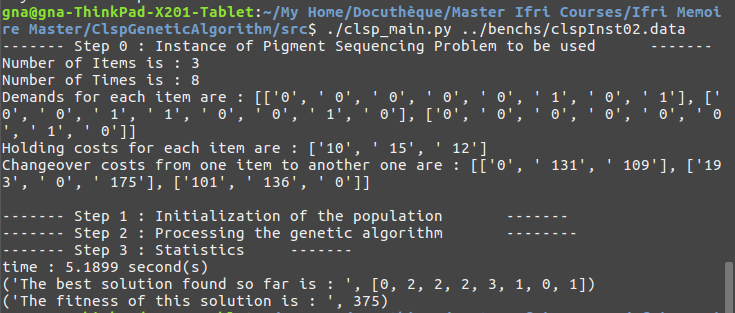 gna@gna-ThinkPad-X201-Tablet:~/My Home/Docuthèque/Master Ifri Courses/Ifri Memoi
re Master/ClspGeneticAlgorithm/src$ ./clsp_main.py ../benchs/clspInst02.data
------- Step 0 : Instance of Pigment Sequencing Problem to be used      -------
Number of Items is : 3
Number of Times is : 8
Demands for each item are : [['0', ' 0', ' 0', ' 0', ' 0', ' 1', ' 0', ' 1'], ['
0', ' 0', ' 1', ' 1', ' 0', ' 0', ' 1', ' 0'], ['0', ' 0', ' 0', ' 0', ' 0', ' 0
', ' 1', ' 0']]
Holding costs for each item are : ['10', ' 15', ' 12']
Changeover costs from one item to another one are : [['0', ' 131', ' 109'], ['19
3', ' 0', ' 175'], ['101', ' 136', ' 0']]
------- Step 1 : Initialization of the population       -------
------- Step 2 : Processing the genetic algorithm       --------
------- Step 3 : Statistics     -------
time : 5.1899 second(s)
('The best solution found so far is : ', [0, 2, 2, 2, 3, 1, 0, 1])
('The fitness of this solution is : ', 375)